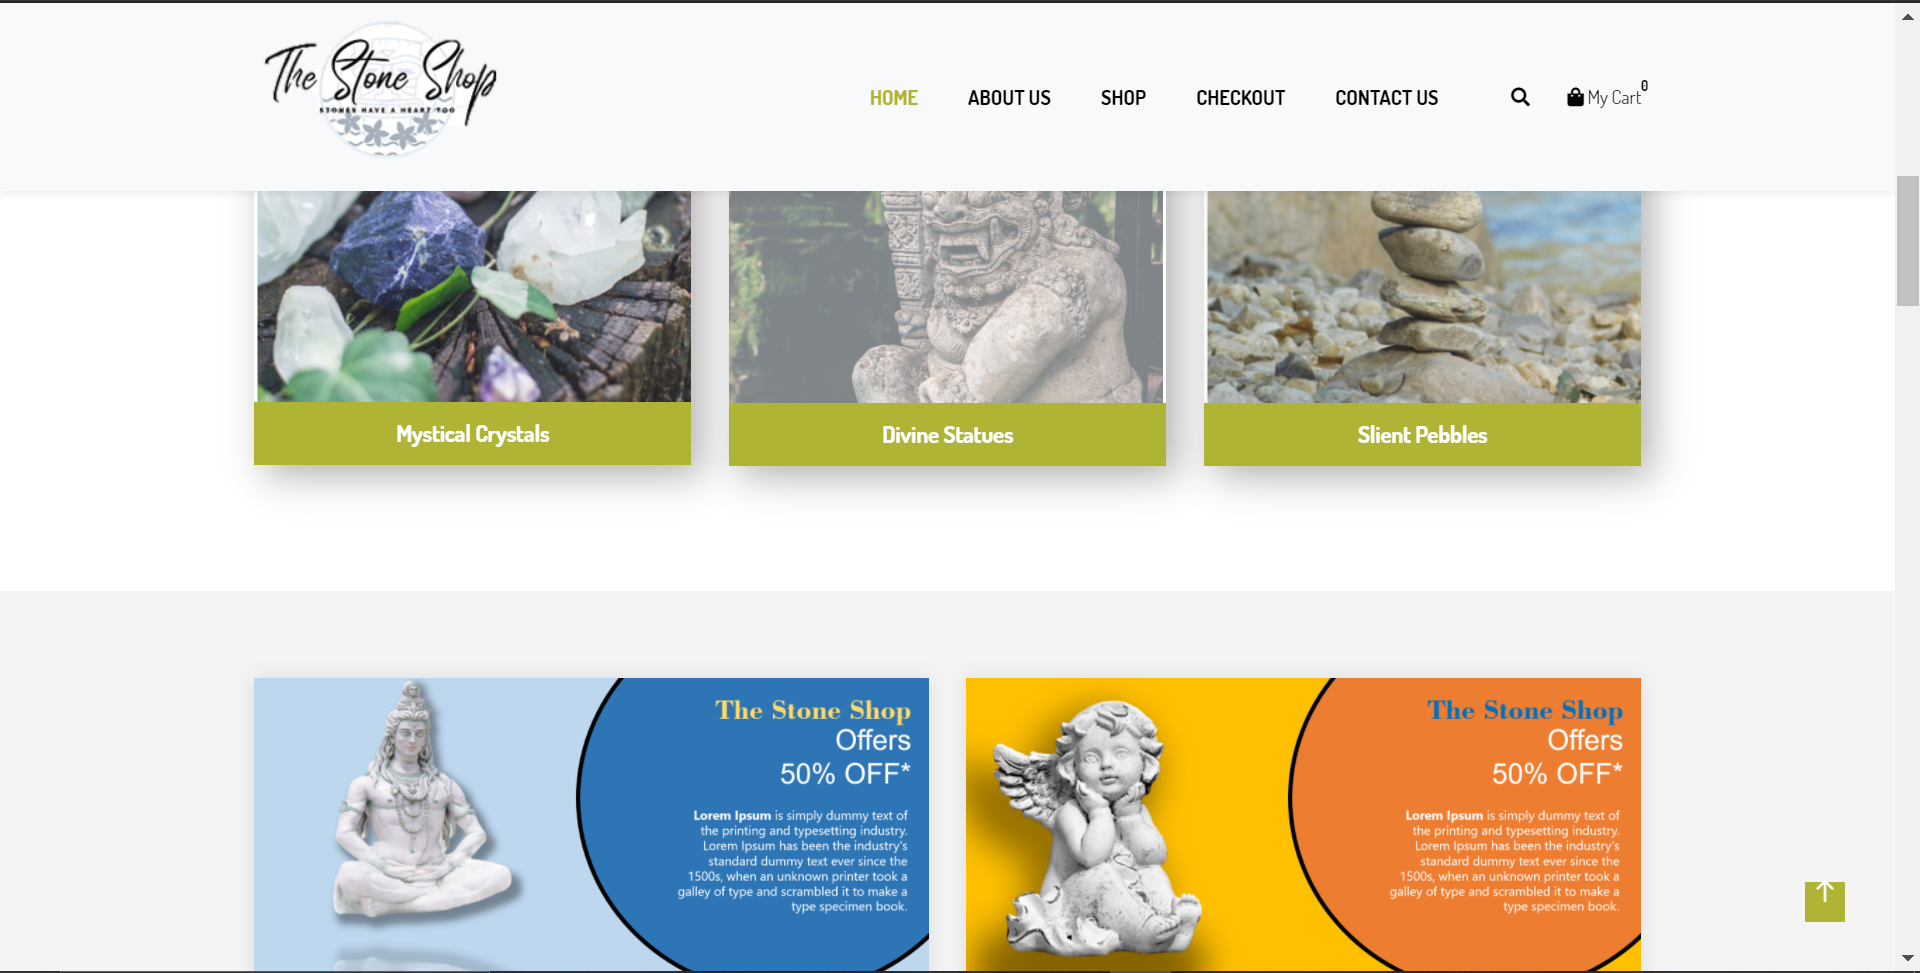 The Stone Shop
STONES HAVE A HEART TOO
HOME ABOUT US SHOP CHECKOUT CONTACT US My Cart 0
Mystical Crystals
Divine Statues
Slient Pebbles
The Stone Shop
Offers
50% OFF*
Lorem Ipsum is simply dummy text of
the printing and typesetting industry.
Lorem Ipsum has been the industry's
standard dummy text ever since the
1500s, when an unknown printer took a
galley of type and scrambled it to make a
type specimen book.
The Stone Shop
Offers
50% OFF*
Lorem Ipsum is simply dummy text of
the printing and typesetting industry.
Lorem Ipsum has been the industry's
standard dummy text ever since the
1500s, when an unknown printer took a
galley of type and scrambled it to make a
type specimen book.